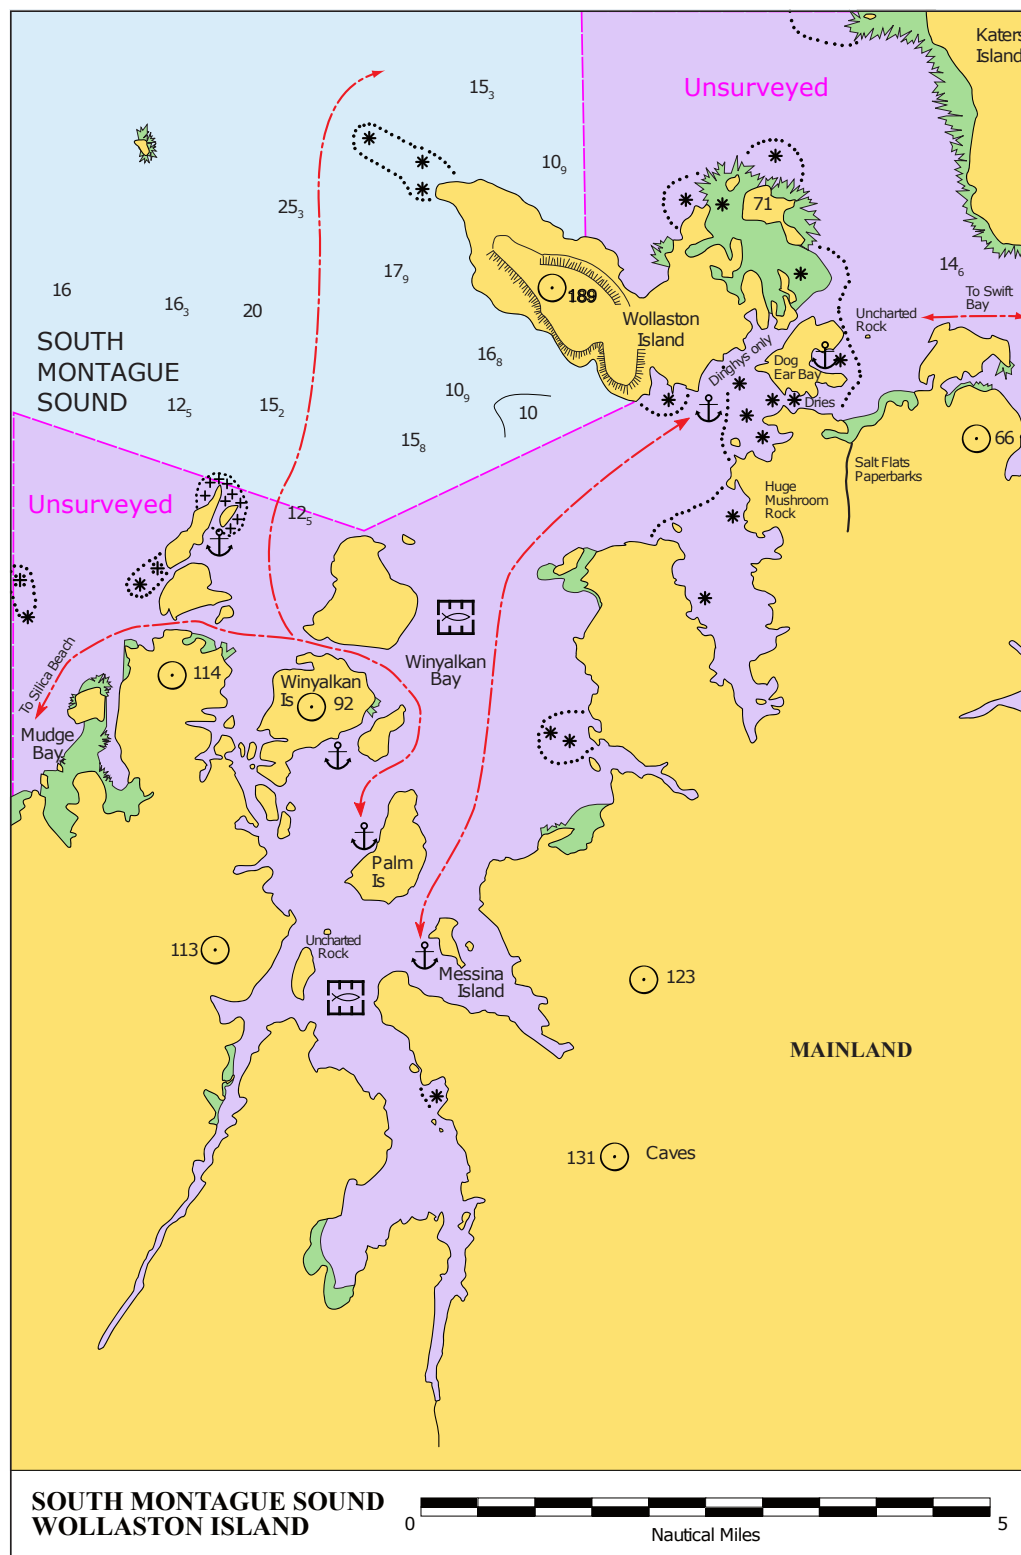 Katers
Island
15₃
Unsurveyed
10₉
71
25₃
14₆
17₉
To Swift
Bay
16
16₃
20
189
Uncharted
Rock
Wollaston
Island
SOUTH
MONTAGUE
SOUND
16₈
Dinghys only
Dog
Ear Bay
10₉
12₅
15₂
10
Dries
15₈
66
Salt Flats
Paperbarks
Unsurveyed
Huge
Mushroom
Rock
12₅
To Silica Beach
Winyalkan
Bay
114
Winyalkan
Is
92
Mudge
Bay
Palm
Is
113
Uncharted
Rock
Messina
Island
123
MAINLAND
131
Caves
SOUTH MONTAGUE SOUND
WOLLASTON ISLAND
0
5
Nautical Miles